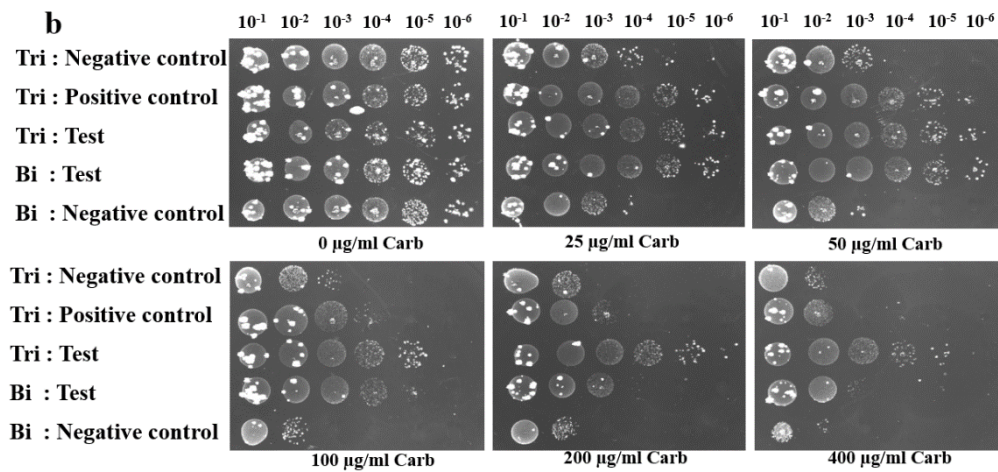 b
10-1 10-2 10-3 10-4 10-5 10-6 10-1 10-2 10-3 10-4 10-5 10-6 10-1 10-2 10-3 10-4 10-5 10-6
Tri : Negative control
Tri : Positive control
Tri : Test
Bi : Test
Bi : Negative control
0 µg/ml Carb 25 µg/ml Carb 50 µg/ml Carb
Tri : Negative control
Tri : Positive control
Tri : Test
Bi : Test
Bi : Negative control
100 µg/ml Carb 200 µg/ml Carb 400 µg/ml Carb